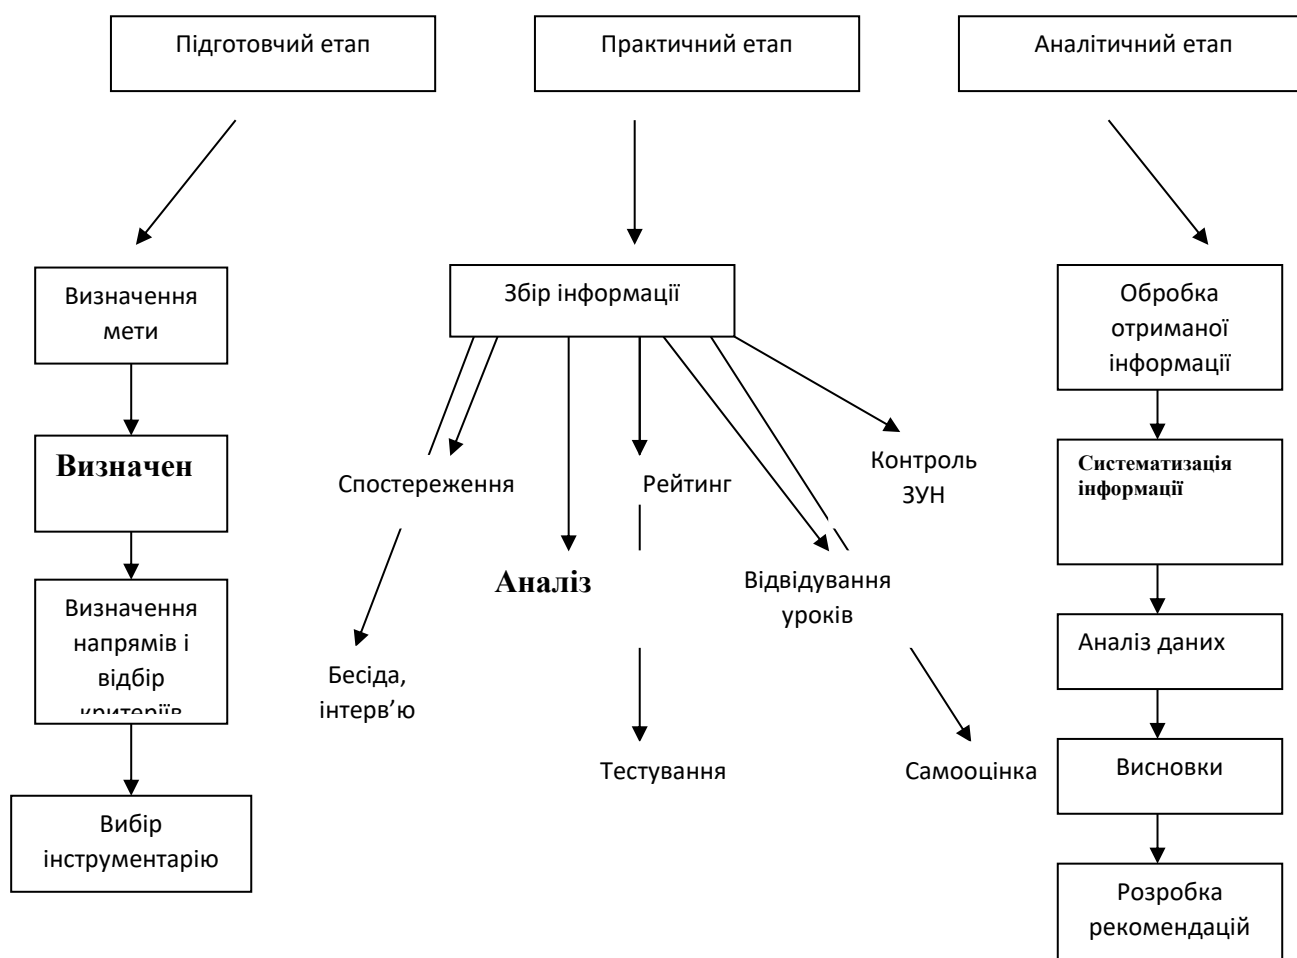 Підготовчий етап
Практичний етап
Аналітичний етап
Визначення
мети
Визначен
Визначення
напрямів і
відбір
критеріїв
Вибір
інструментарію
Збір інформації
Спостереження
Рейтинг
Контроль
ЗУН
Аналіз
Відвідування
уроків
Бесіда,
інтерв’ю
Тестування
Самооцінка
Обробка
отриманої
інформації
Систематизація
інформації
Аналіз даних
Висновки
Розробка
рекомендацій